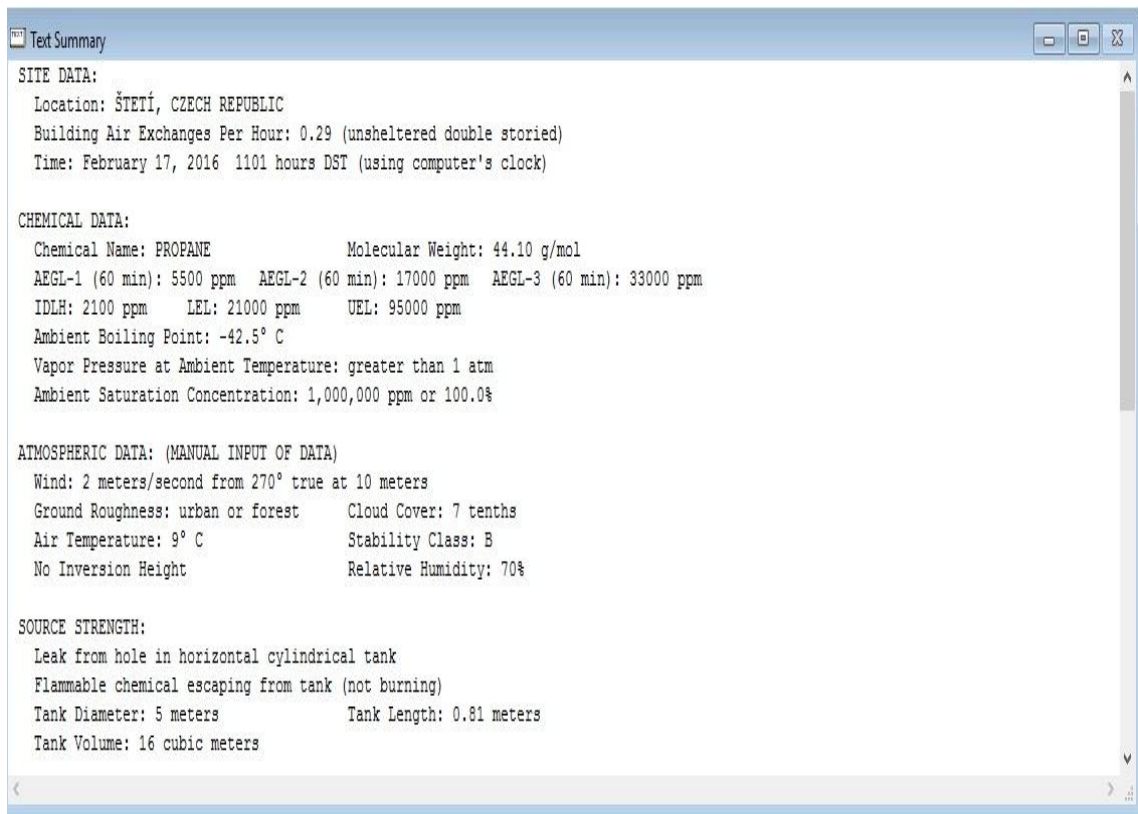 Text Summary
SITE DATA:
Location: ŠTETÍ, CZECH REPUBLIC
Building Air Exchanges Per Hour: 0.29 (unsheltered double storied)
Time: February 17, 2016  1101 hours DST (using computer's clock)
CHEMICAL DATA:
Chemical Name: PROPANE Molecular Weight: 44.10 g/mol
AEGL-1 (60 min): 5500 ppm AEGL-2 (60 min): 17000 ppm AEGL-3 (60 min): 33000 ppm
IDLH: 2100 ppm LEL: 21000 ppm UEL: 95000 ppm
Ambient Boiling Point: -42.5° C
Vapor Pressure at Ambient Temperature: greater than 1 atm
Ambient Saturation Concentration: 1,000,000 ppm or 100.0%
ATMOSPHERIC DATA: (MANUAL INPUT OF DATA)
Wind: 2 meters/second from 270° true at 10 meters
Ground Roughness: urban or forest Cloud Cover: 7 tenths
Air Temperature: 9° C Stability Class: B
No Inversion Height Relative Humidity: 70%
SOURCE STRENGTH:
Leak from hole in horizontal cylindrical tank
Flammable chemical escaping from tank (not burning)
Tank Diameter: 5 meters Tank Length: 0.81 meters
Tank Volume: 16 cubic meters